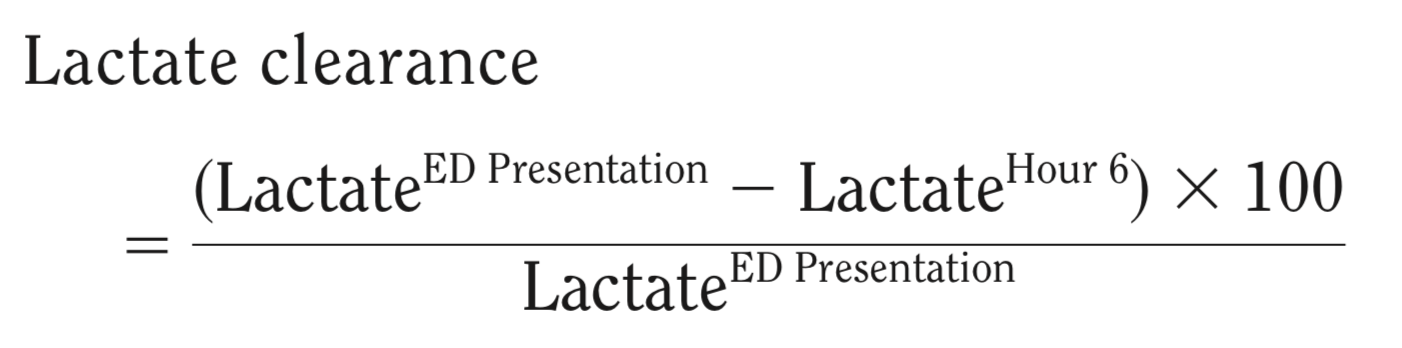 Lactate clearance
= (Lactate^ED Presentation − Lactate^Hour 6) × 100
Lactate^ED Presentation